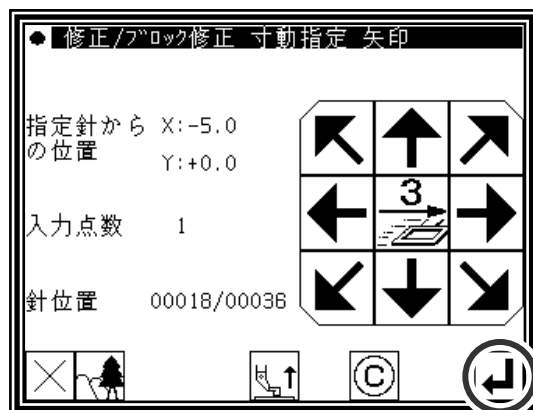 ● 修正/ブロック修正 寸動指定 矢印
指定針から X:-5.0
の位置 Y:+0.0
3
入力点数 1
針位置 00018/00036
C